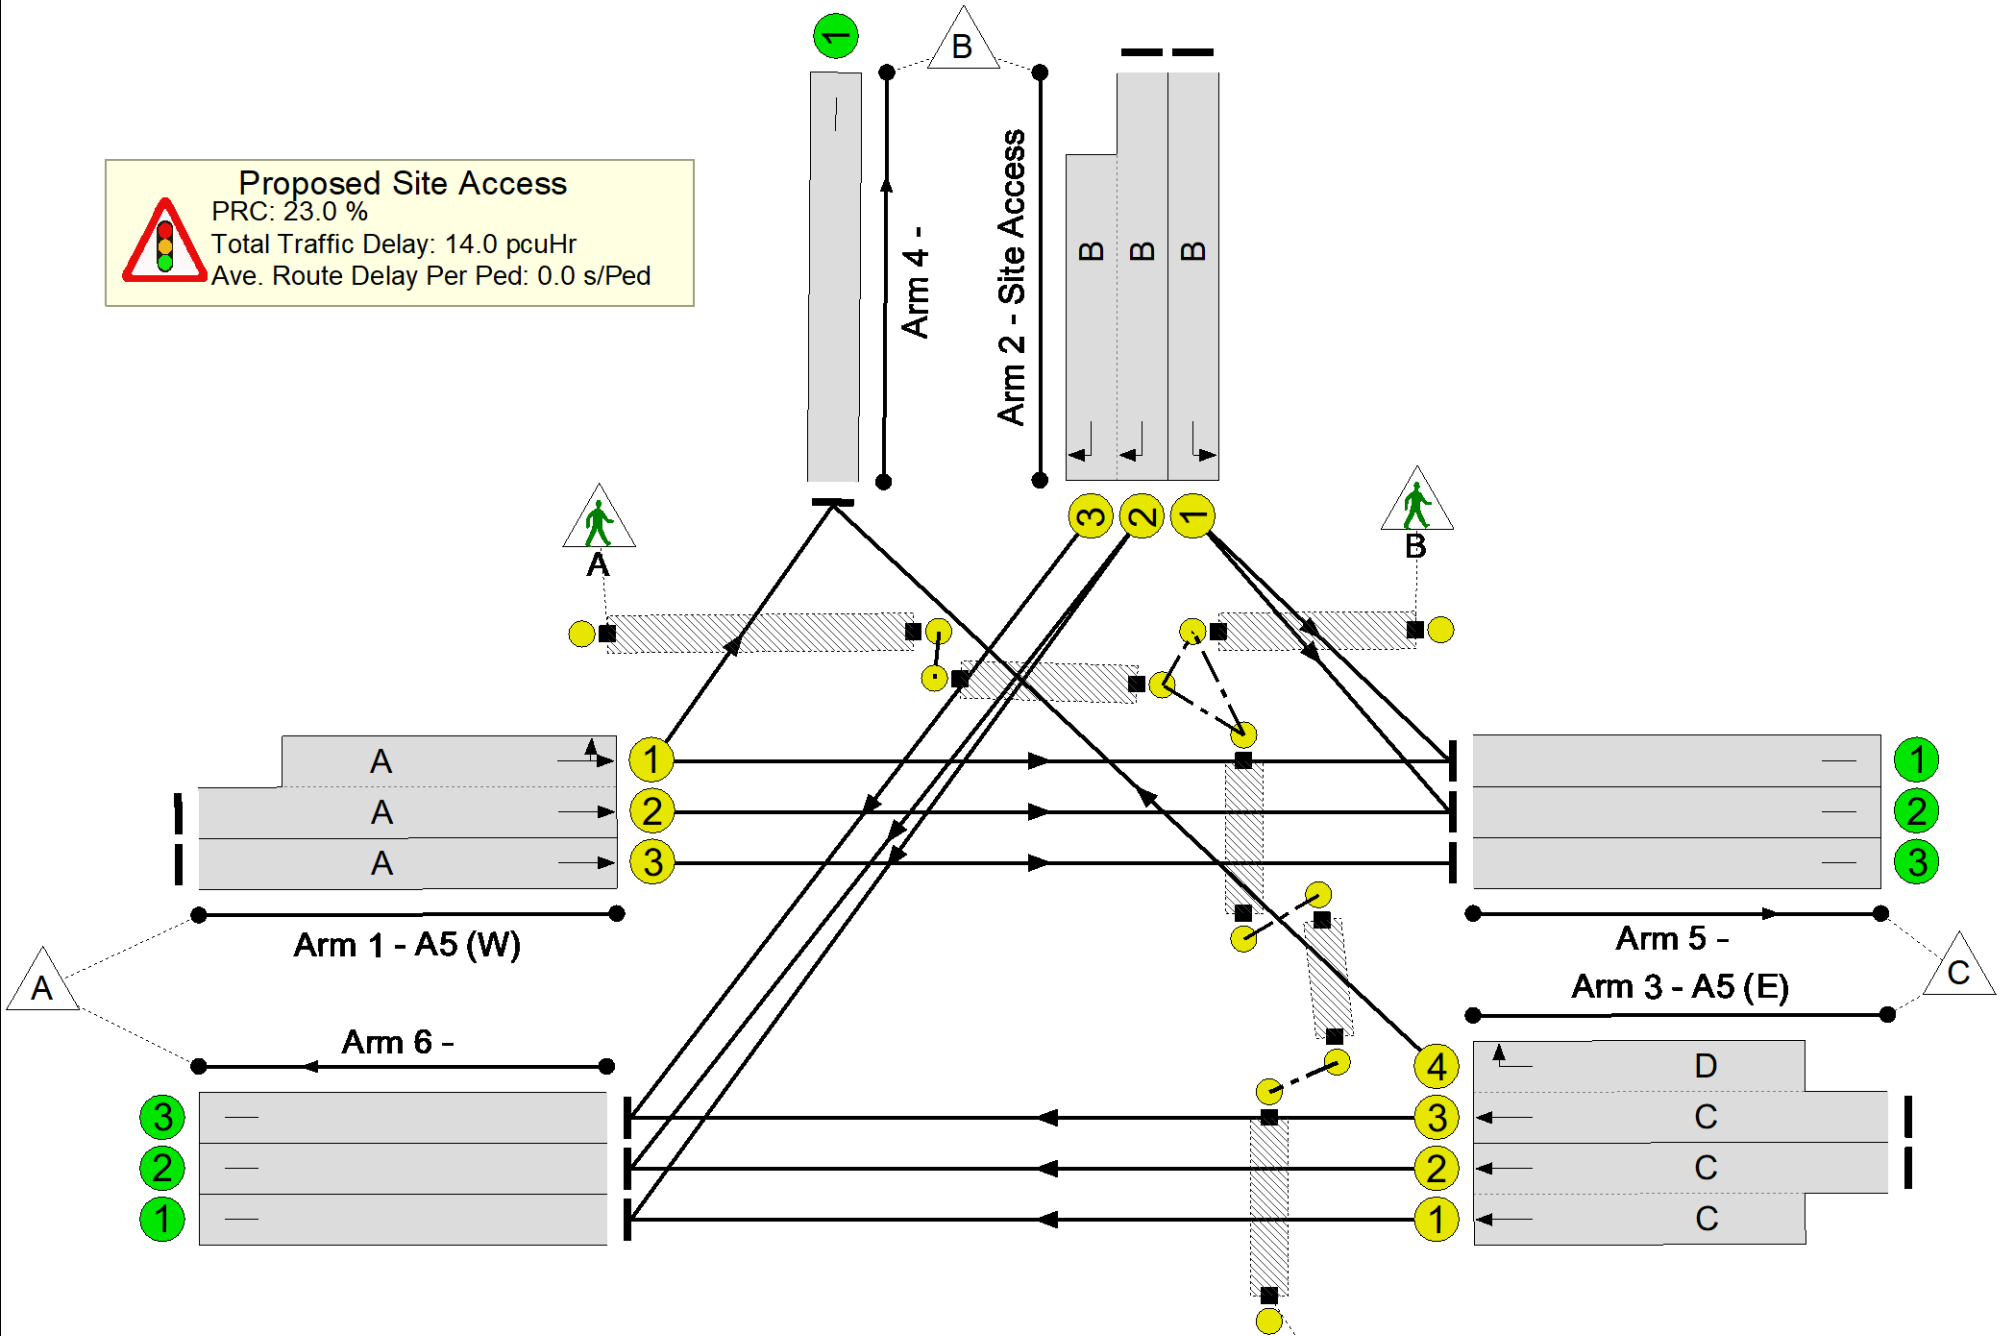 1
B
Proposed Site Access
PRC: 23.0 %
Total Traffic Delay: 14.0 pcuHr
Ave. Route Delay Per Ped: 0.0 s/Ped
Arm 4 -
Arm 2 - Site Access
B
B
B
3
2
1
A
B
A
1
1
A
2
2
A
3
3
Arm 1 - A5 (W)
Arm 5 -
A
C
Arm 3 - A5 (E)
Arm 6 -
4
D
3
3
C
2
2
C
1
1
C